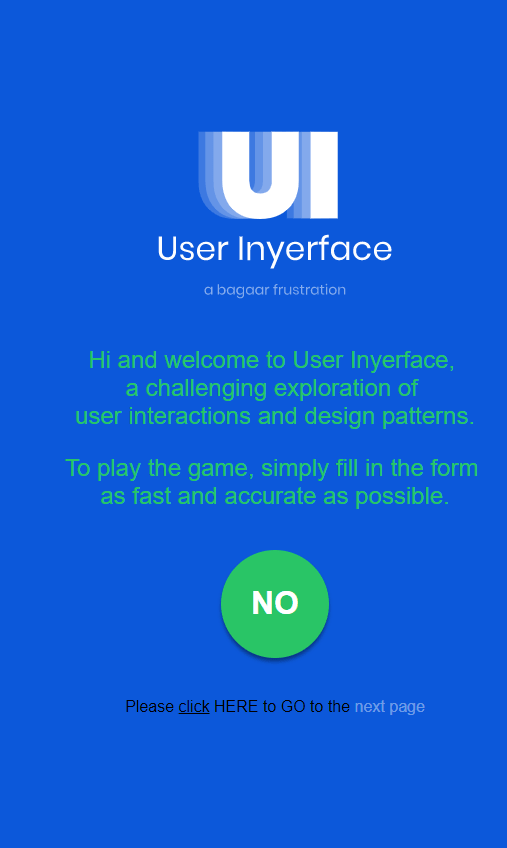 UI
User Inyerface
a bagaar frustration
Hi and welcome to User Inyerface,
a challenging exploration of
user interactions and design patterns.
To play the game, simply fill in the form
as fast and accurate as possible.
NO
Please click HERE to GO to the next page